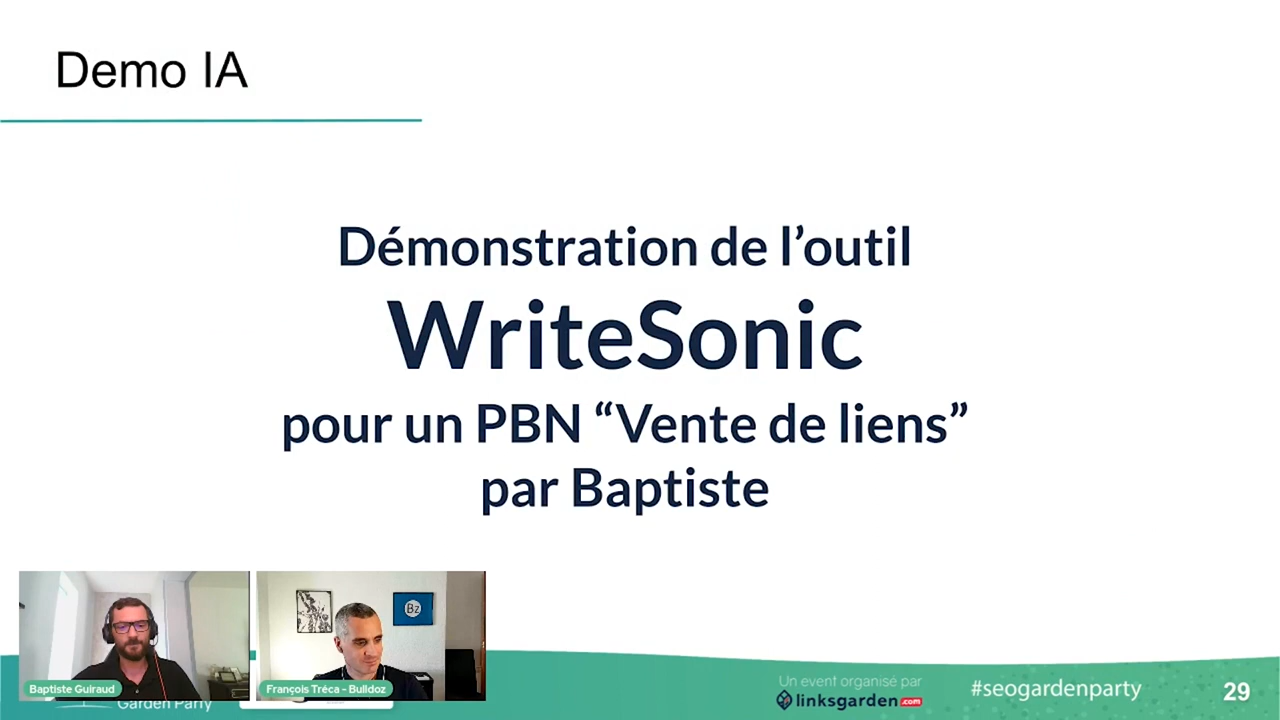 Demo IA
Démonstration de l’outil
WriteSonic
pour un PBN “Vente de liens”
par Baptiste
Bz
Baptiste Guiraud
François Tréca - Bulldoz
Garden Party
Un event organisé par
linksgarden.com
#seogardenparty
29